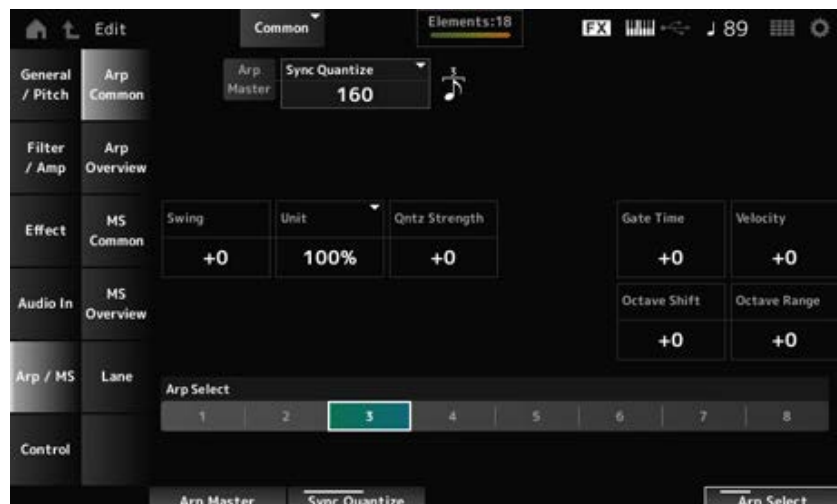 Edit
Common
Elements:18
FX
89
General / Pitch
Arp Common
Arp Master
Sync Quantize
160
3
Filter / Amp
Arp Overview
Effect
MS Common
Swing
Unit
Qntz Strength
Gate Time
Velocity
+0
100%
+0
+0
+0
Audio In
MS Overview
Octave Shift
Octave Range
+0
+0
Arp / MS
Lane
Arp Select
1 2 3 4 5 6 7 8
Control
Arp Master
Sync Quantize
Arp Select